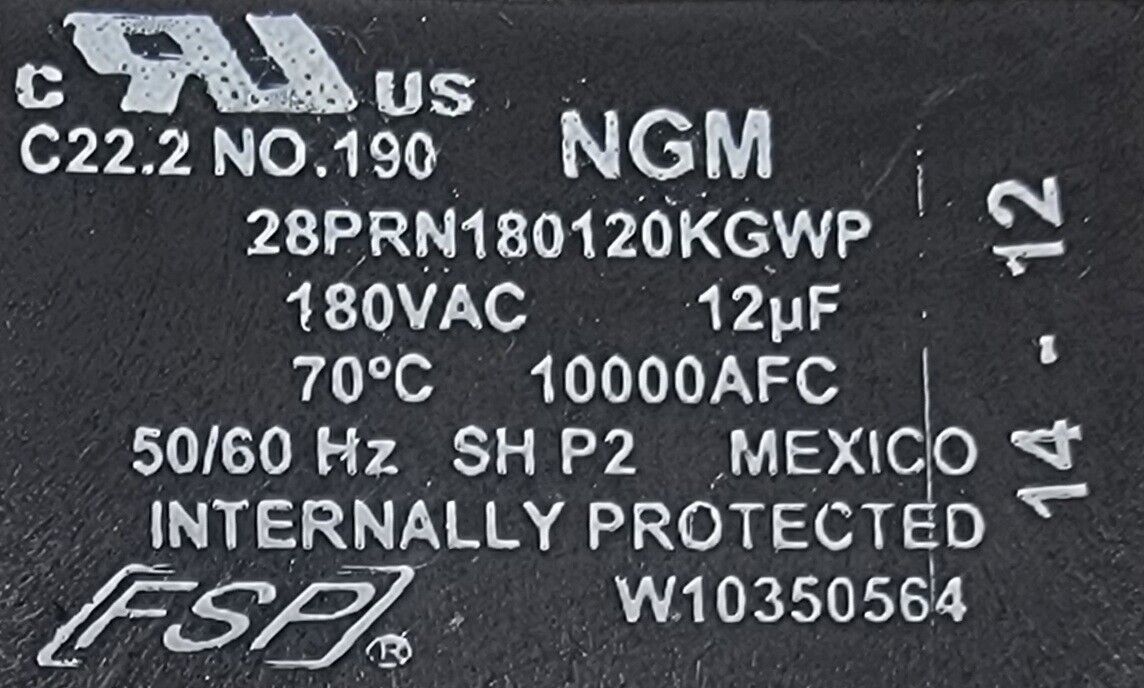 C UR US
C22.2 NO.190 NGM
28PRN180120KGWP
180VAC 12µF
70°C 10000AFC
50/60 Hz SH P2 MEXICO
INTERNALLY PROTECTED
FSP® W10350564
14 - 12